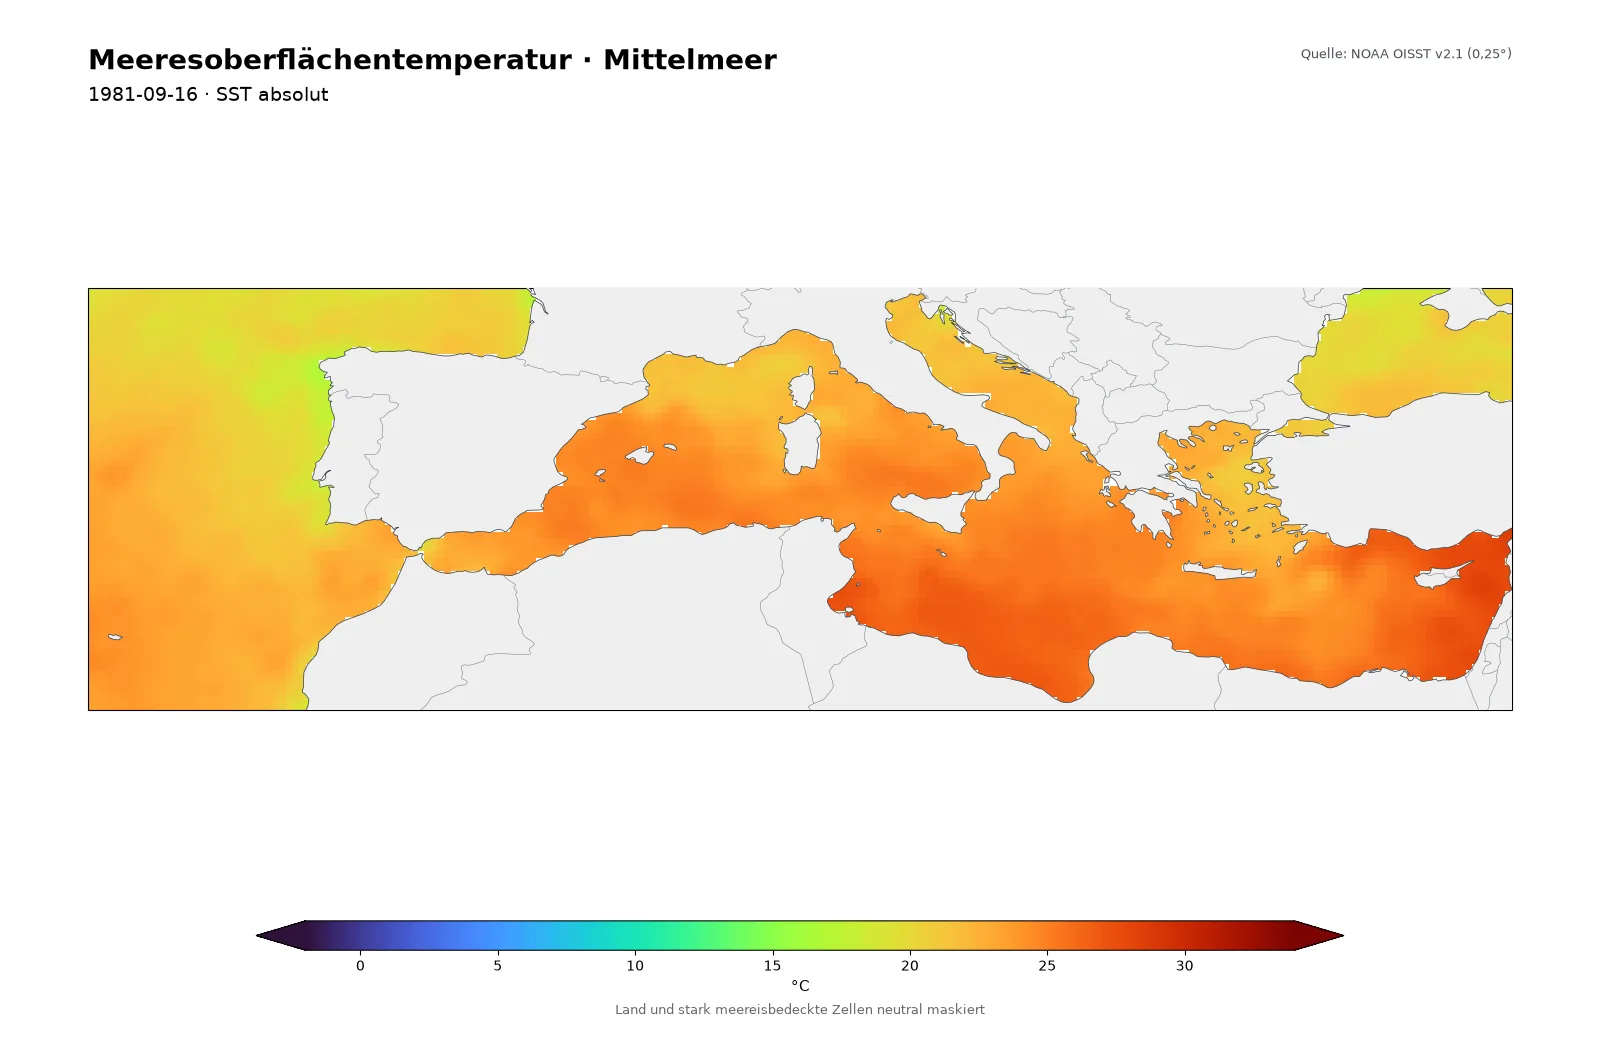 Meeresoberflächentemperatur · Mittelmeer
Quelle: NOAA OISST v2.1 (0,25°)
1981-09-16 · SST absolut
0 5 10 15 20 25 30
°C
Land und stark meereisbedeckte Zellen neutral maskiert